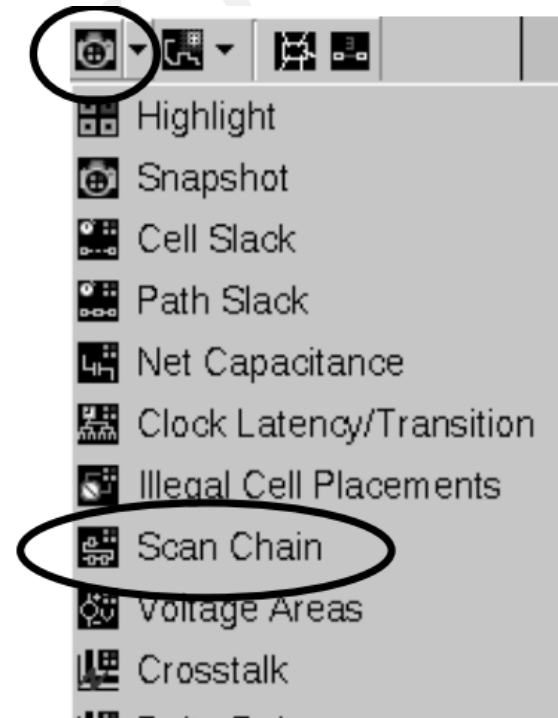 Highlight
Snapshot
Cell Slack
Path Slack
Net Capacitance
Clock Latency/Transition
Illegal Cell Placements
Scan Chain
Voltage Areas
Crosstalk